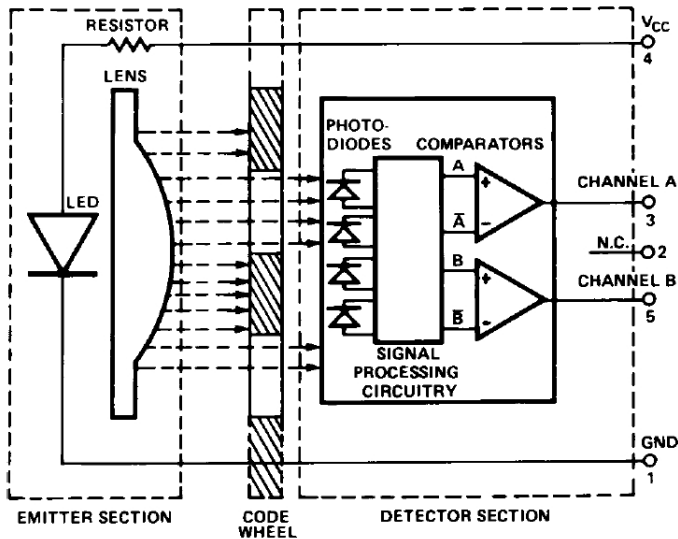 RESISTOR
V_CC
4
LENS
PHOTO-
DIODES
COMPARATORS
A
+
CHANNEL A
3
LED
Ā
-
N.C.
2
B
+
CHANNEL B
5
B̄
-
SIGNAL
PROCESSING
CIRCUITRY
GND
1
EMITTER SECTION
CODE
WHEEL
DETECTOR SECTION